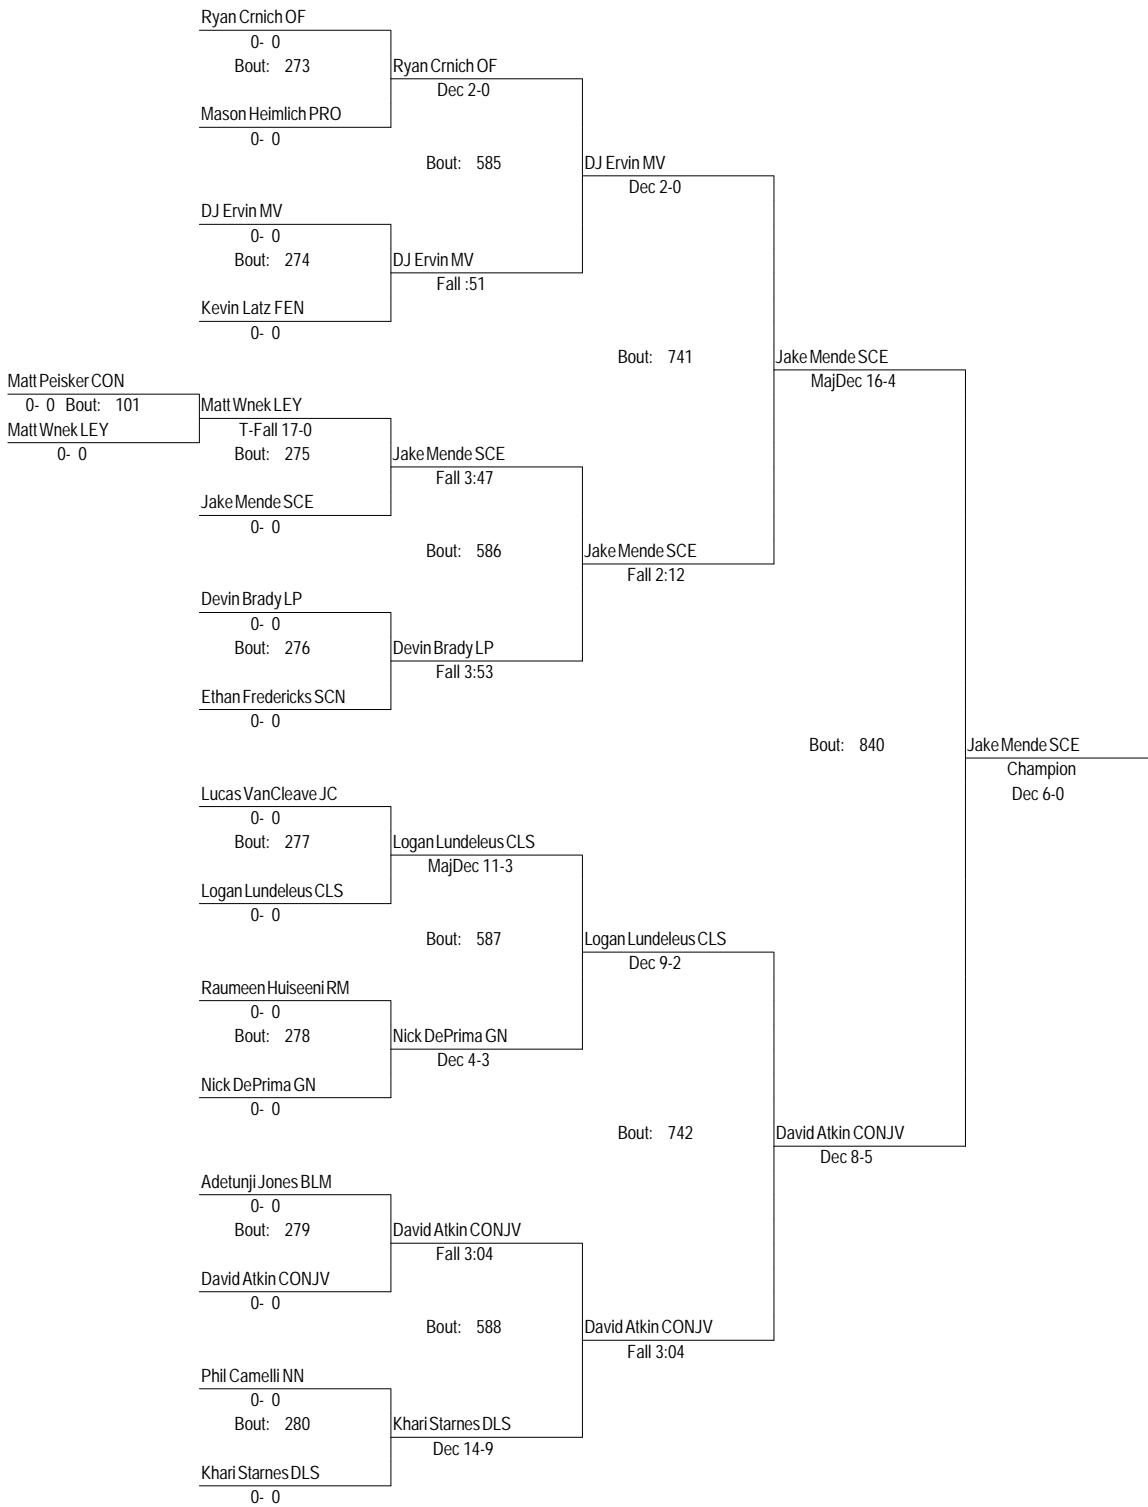 Ryan Crnich OF
0- 0
Bout: 273
Ryan Crnich OF
Dec 2-0
Mason Heimlich PRO
0- 0
Bout: 585
DJ Ervin MV
Dec 2-0
DJ Ervin MV
0- 0
Bout: 274
DJ Ervin MV
Fall :51
Kevin Latz FEN
0- 0
Bout: 741
Jake Mende SCE
MajDec 16-4
Matt Peisker CON
0- 0 Bout: 101
Matt Wnek LEY
0- 0
Matt Wnek LEY
T-Fall 17-0
Bout: 275
Jake Mende SCE
Fall 3:47
Jake Mende SCE
0- 0
Bout: 586
Jake Mende SCE
Fall 2:12
Devin Brady LP
0- 0
Bout: 276
Devin Brady LP
Fall 3:53
Ethan Fredericks SCN
0- 0
Bout: 840
Jake Mende SCE
Champion
Dec 6-0
Lucas VanCleave JC
0- 0
Bout: 277
Logan Lundeleus CLS
MajDec 11-3
Logan Lundeleus CLS
0- 0
Bout: 587
Logan Lundeleus CLS
Dec 9-2
Raumeen Huiseeni RM
0- 0
Bout: 278
Nick DePrima GN
Dec 4-3
Nick DePrima GN
0- 0
Bout: 742
David Atkin CONJV
Dec 8-5
Adetunji Jones BLM
0- 0
Bout: 279
David Atkin CONJV
Fall 3:04
David Atkin CONJV
0- 0
Bout: 588
David Atkin CONJV
Fall 3:04
Phil Camelli NN
0- 0
Bout: 280
Khari Starnes DLS
Dec 14-9
Khari Starnes DLS
0- 0